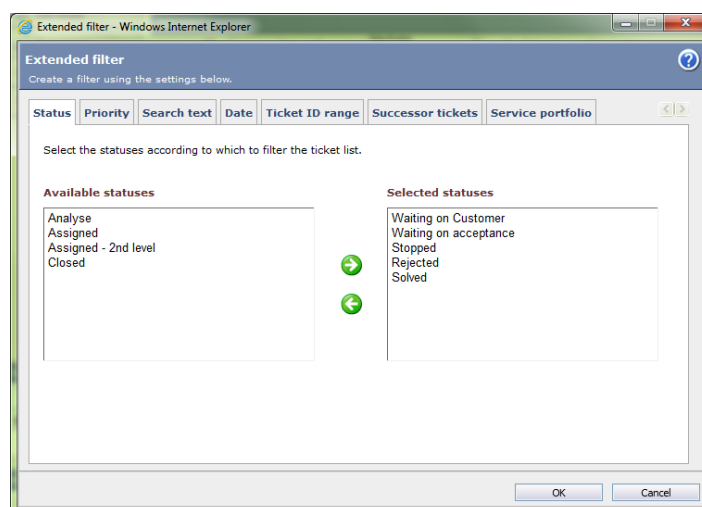 Extended filter - Windows Internet Explorer
Extended filter
Create a filter using the settings below.
Status Priority Search text Date Ticket ID range Successor tickets Service portfolio
Select the statuses according to which to filter the ticket list.
Available statuses
Analyse
Assigned
Assigned - 2nd level
Closed
Selected statuses
Waiting on Customer
Waiting on acceptance
Stopped
Rejected
Solved
OK Cancel